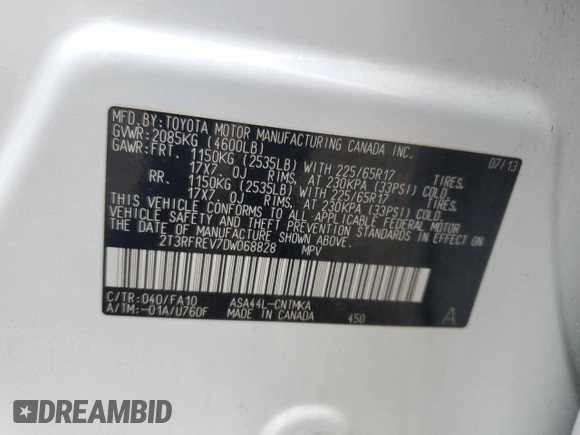 MFD.BY:TOYOTA MOTOR MANUFACTURING CANADA INC. 07/13
GVWR:2085KG (4600LB)
GAWR:FRT. 1150KG (2535LB) WITH 225/65R17 TIRES,
17X7.0J RIMS, AT 230KPA (33PSI) COLD
RR. 1150KG (2535LB) WITH 225/65R17 TIRES,
17X7.0J RIMS, AT 230KPA (33PSI) COLD
THIS VEHICLE CONFORMS TO ALL APPLICABLE FEDERAL
MOTOR VEHICLE SAFETY STANDARDS IN EFFECT ON
THE DATE OF MANUFACTURE SHOWN ABOVE.
2T3RFREV7DW068828 MPV
C/TR:040/FA10 ASA44L-CNTMKA
A/TM:-01A/U760F MADE IN CANADA 450 A
DREAMBID